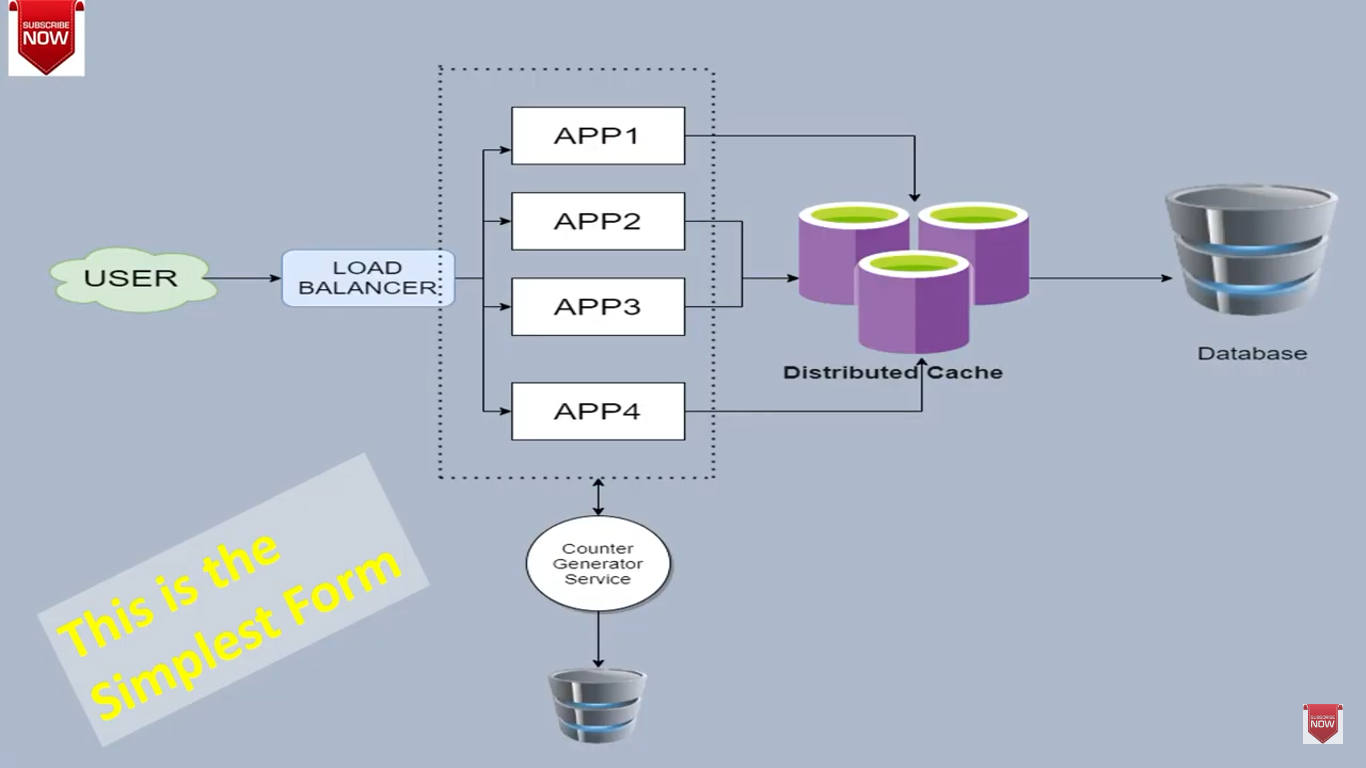 SUBSCRIBE
NOW
APP1
APP2
USER
LOAD
BALANCER
APP3
Database
Distributed Cache
APP4
This is the
Simplest Form
Counter
Generator
Service
SUBSCRIBE
NOW